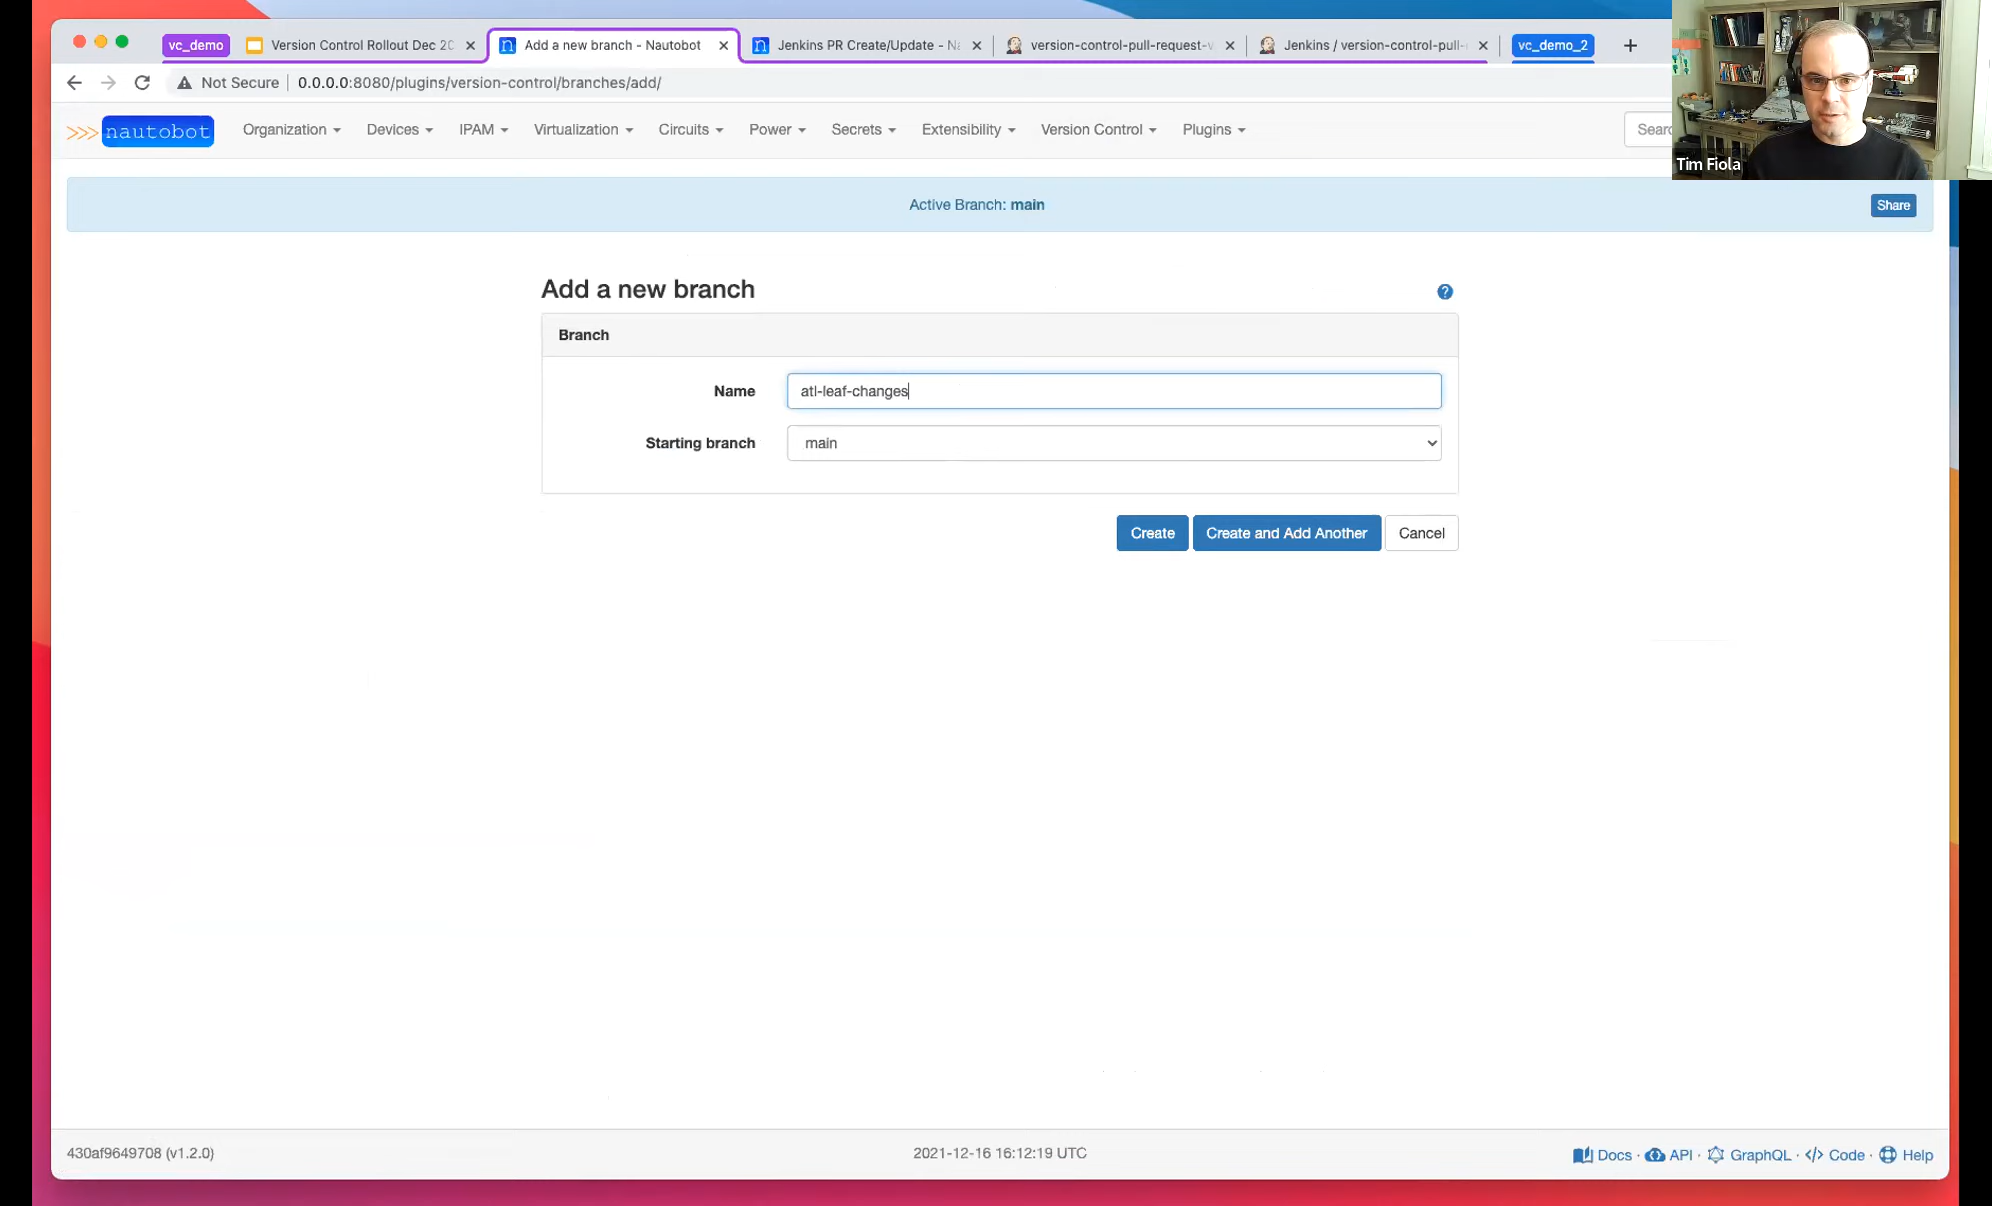 vc_demo
Version Control Rollout Dec 20
Add a new branch - Nautobot
Jenkins PR Create/Update - Na
version-control-pull-request-v
Jenkins / version-control-pull-r
vc_demo_2
Not Secure
0.0.0.0:8080/plugins/version-control/branches/add/
>>> nautobot
Organization
Devices
IPAM
Virtualization
Circuits
Power
Secrets
Extensibility
Version Control
Plugins
Searc
Tim Fiola
Active Branch: main
Share
Add a new branch
?
Branch
Name
atl-leaf-changes
Starting branch
main
Create
Create and Add Another
Cancel
430af9649708 (v1.2.0)
2021-12-16 16:12:19 UTC
Docs · API · GraphQL · </> Code · Help